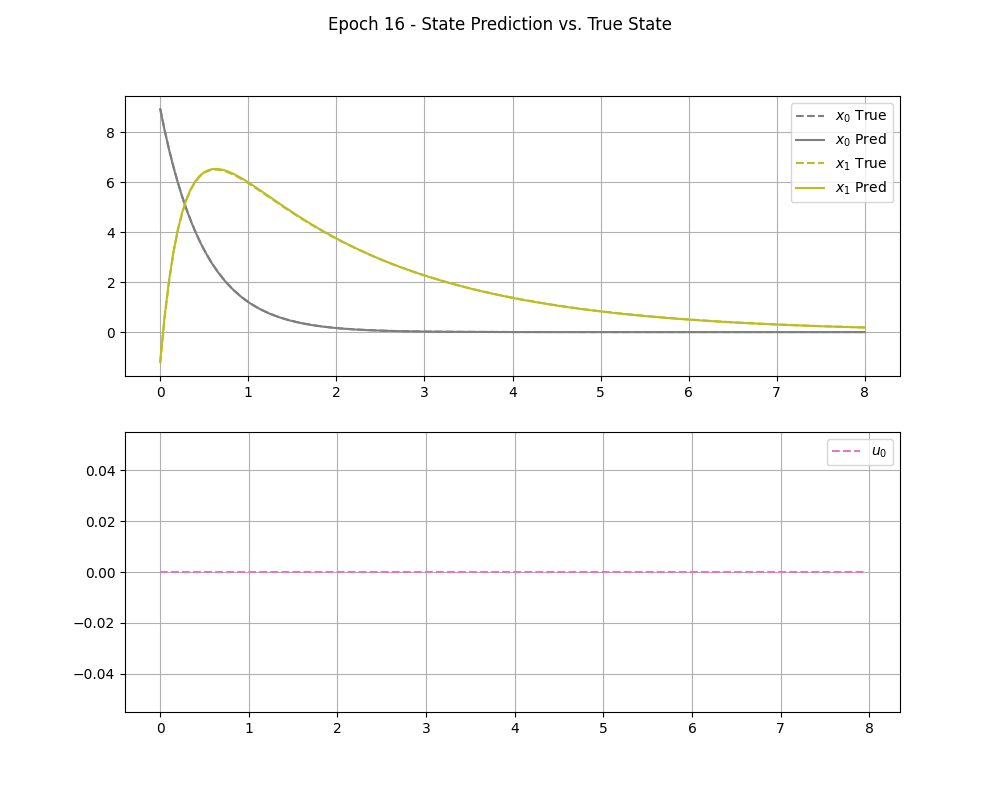 Epoch 16 - State Prediction vs. True State
x₀ True
x₀ Pred
x₁ True
x₁ Pred
8
6
4
2
0
0 1 2 3 4 5 6 7 8
u₀
0.04
0.02
0.00
−0.02
−0.04
0 1 2 3 4 5 6 7 8